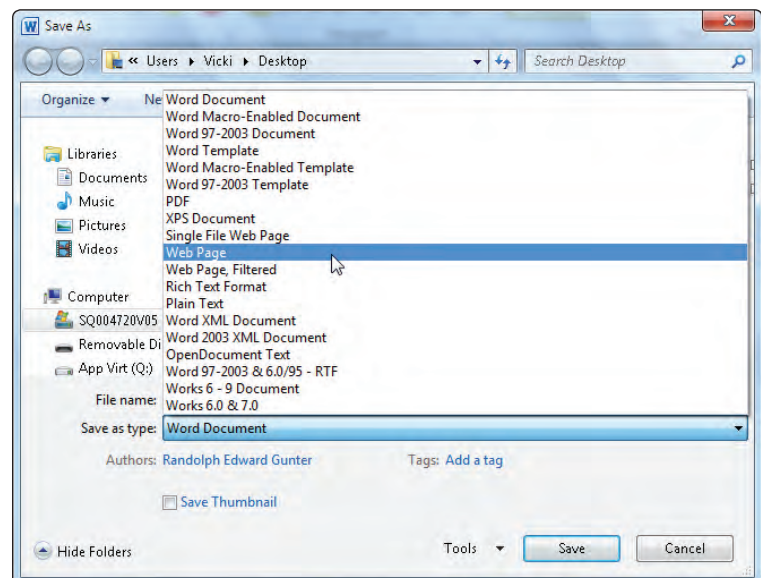 W Save As
« Users ▸ Vicki ▸ Desktop Search Desktop
Organize ▾ Ne
Word Document
Word Macro-Enabled Document
Word 97-2003 Document
Word Template
Word Macro-Enabled Template
Word 97-2003 Template
PDF
XPS Document
Single File Web Page
Web Page
Web Page, Filtered
Rich Text Format
Plain Text
Word XML Document
Word 2003 XML Document
OpenDocument Text
Word 97-2003 & 6.0/95 - RTF
Works 6 - 9 Document
Works 6.0 & 7.0
Libraries
Documents
Music
Pictures
Videos
Computer
SQ004720V05
Removable Di
App Virt (Q:)
File name:
Save as type: Word Document
Authors: Randolph Edward Gunter Tags: Add a tag
Save Thumbnail
Hide Folders Tools ▾ Save Cancel